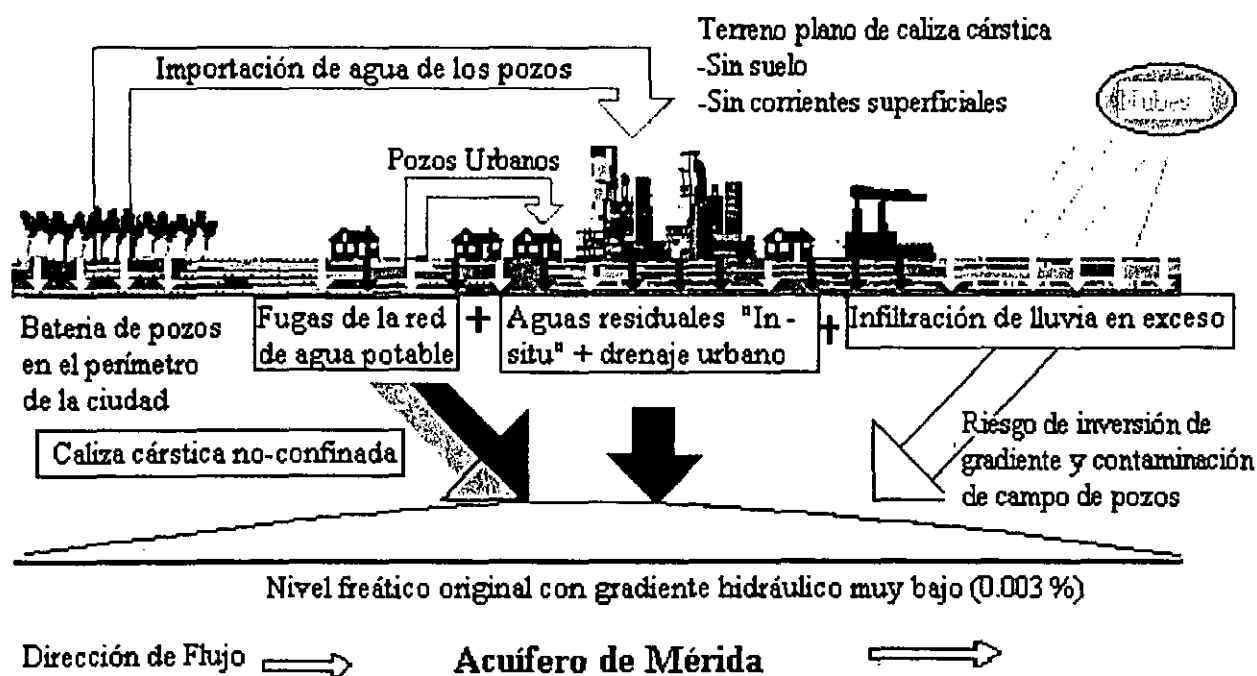 Terreno plano de caliza cárstica
-Sin suelo
-Sin corrientes superficiales
Importación de agua de los pozos
Nubes
Pozos Urbanos
Bateria de pozos
en el perímetro
de la ciudad
Fugas de la red
de agua potable
+
Aguas residuales "In-
situ" + drenaje urbano
+
Infiltración de lluvia en exceso
Caliza cárstica no-confinada
Riesgo de inversión de
gradiente y contaminación
de campo de pozos
Nivel freático original con gradiente hidráulico muy bajo (0.003 %)
Dirección de Flujo
Acuífero de Mérida